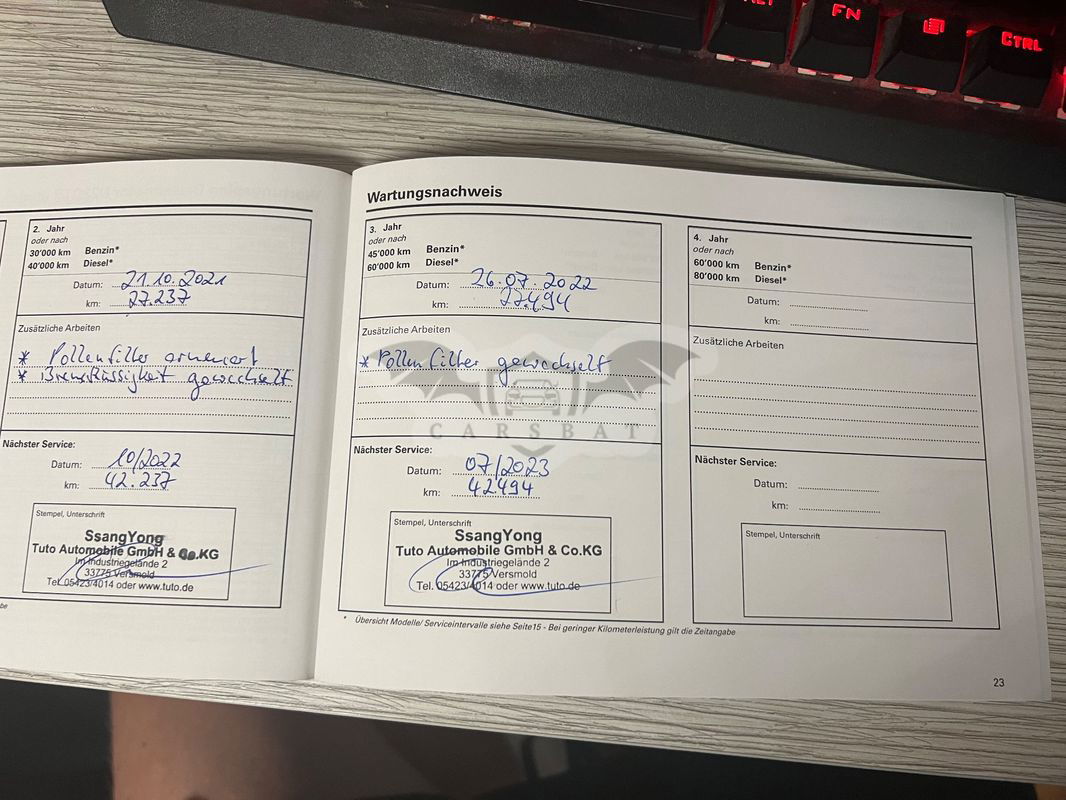 FN
CTRL
2. Jahr
oder nach
30'000 km Benzin*
40'000 km Diesel*
Datum: 21.10.2021
km: 27.237
Zusätzliche Arbeiten
* Pollenfilter erneuert
* Bremsflüssigkeit gewechselt
Nächster Service:
Datum: 10/2022
km: 42.237
Stempel, Unterschrift
SsangYong
Tuto Automobile GmbH & Co.KG
Im Industriegelände 2
33775 Versmold
Tel. 05423/4014 oder www.tuto.de
Wartungsnachweis
3. Jahr
oder nach
45'000 km Benzin*
60'000 km Diesel*
Datum: 26.07.2022
km: 27.494
Zusätzliche Arbeiten
* Pollenfilter gewechselt
CARSBAT
Nächster Service:
Datum: 07/2023
km: 42.494
Stempel, Unterschrift
SsangYong
Tuto Automobile GmbH & Co.KG
Im Industriegelände 2
33775 Versmold
Tel. 05423/4014 oder www.tuto.de
4. Jahr
oder nach
60'000 km Benzin*
80'000 km Diesel*
Datum:
km:
Zusätzliche Arbeiten
Nächster Service:
Datum:
km:
Stempel, Unterschrift
* Übersicht Modelle/ Serviceintervalle siehe Seite15 - Bei geringer Kilometerleistung gilt die Zeitangabe
23